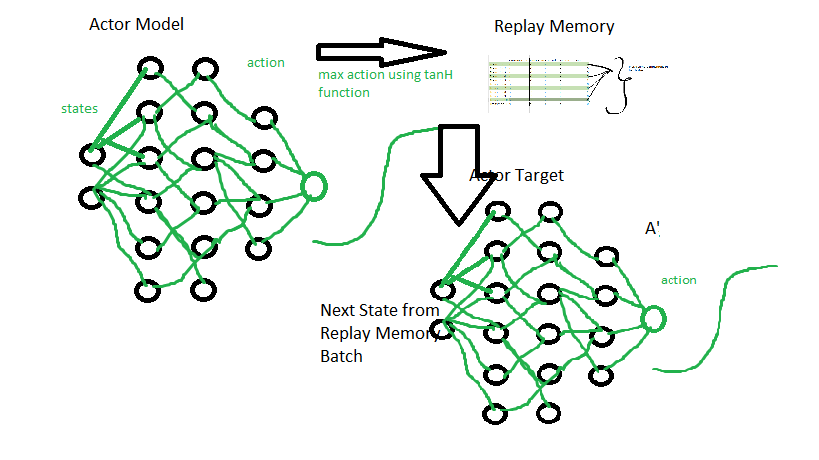 Actor Model
Replay Memory
action
max action using tanH
function
states
Actor Target
A'
action
Next State from
Replay Memory
Batch